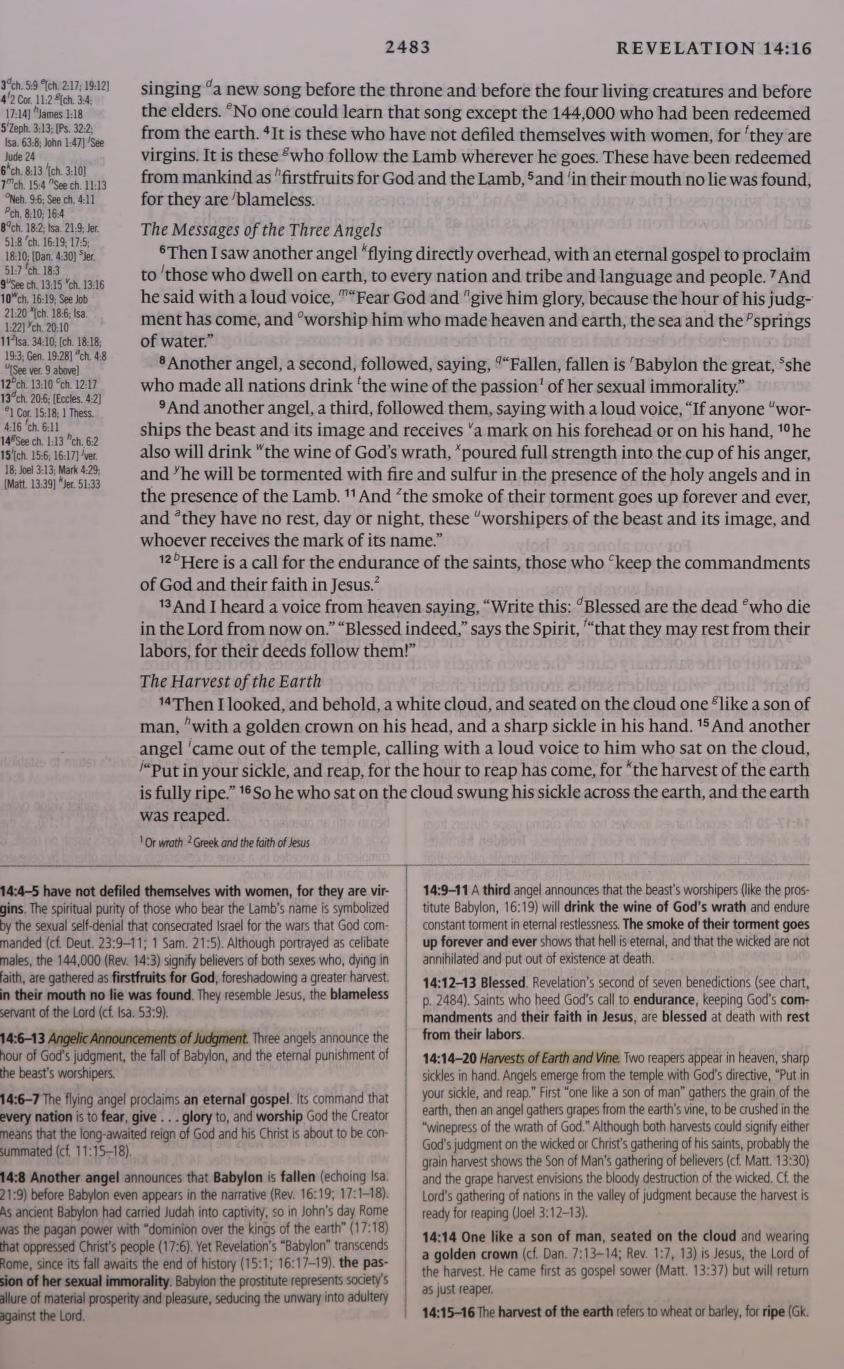 2483 REVELATION 14:16
3 d ch. 5:9 e [ch. 2:17; 19:12]
4 f 2 Cor. 11:2 g [ch. 3:4;
17:14] h James 1:18
5 i Zeph. 3:13; [Ps. 32:2;
Isa. 63:8; John 1:47] j See
Jude 24
6 k ch. 8:13 l [ch. 3:10]
7 m ch. 15:4 n See ch. 11:13
o Neh. 9:6; See ch. 4:11
p ch. 8:10; 16:4
8 q ch. 18:2; Isa. 21:9; Jer.
51:8 r ch. 16:19; 17:5;
18:10; [Dan. 4:30] s Jer.
51:7 t ch. 18:3
9 u See ch. 13:15 v ch. 13:16
10 w ch. 16:19; See Job
21:20 x [ch. 18:6; Isa.
1:22] y ch. 20:10
11 z Isa. 34:10; [ch. 18:18;
19:3; Gen. 19:28] a ch. 4:8
u [See ver. 9 above]
12 b ch. 13:10 c ch. 12:17
13 d ch. 20:6; [Eccles. 4:2]
e 1 Cor. 15:18; 1 Thess.
4:16 f ch. 6:11
14 g See ch. 1:13 h ch. 6:2
15 i [ch. 15:6; 16:17] j ver.
18; Joel 3:13; Mark 4:29;
[Matt. 13:39] k Jer. 51:33
singing d a new song before the throne and before the four living creatures and before
the elders. e No one could learn that song except the 144,000 who had been redeemed
from the earth. 4 It is these who have not defiled themselves with women, for f they are
virgins. It is these g who follow the Lamb wherever he goes. These have been redeemed
from mankind as h firstfruits for God and the Lamb, 5 and i in their mouth no lie was found,
for they are j blameless.
The Messages of the Three Angels
6 Then I saw another angel k flying directly overhead, with an eternal gospel to proclaim
to l those who dwell on earth, to every nation and tribe and language and people. 7 And
he said with a loud voice, m “Fear God and n give him glory, because the hour of his judg-
ment has come, and o worship him who made heaven and earth, the sea and the p springs
of water.”
8 Another angel, a second, followed, saying, q “Fallen, fallen is r Babylon the great, s she
who made all nations drink t the wine of the passion 1 of her sexual immorality.”
9 And another angel, a third, followed them, saying with a loud voice, “If anyone u wor-
ships the beast and its image and receives v a mark on his forehead or on his hand, 10 he
also will drink w the wine of God’s wrath, x poured full strength into the cup of his anger,
and y he will be tormented with fire and sulfur in the presence of the holy angels and in
the presence of the Lamb. 11 And z the smoke of their torment goes up forever and ever,
and a they have no rest, day or night, these u worshipers of the beast and its image, and
whoever receives the mark of its name.”
12 b Here is a call for the endurance of the saints, those who c keep the commandments
of God and their faith in Jesus. 2
13 And I heard a voice from heaven saying, “Write this: d Blessed are the dead e who die
in the Lord from now on.” “Blessed indeed,” says the Spirit, f “that they may rest from their
labors, for their deeds follow them!”
The Harvest of the Earth
14 Then I looked, and behold, a white cloud, and seated on the cloud one g like a son of
man, h with a golden crown on his head, and a sharp sickle in his hand. 15 And another
angel i came out of the temple, calling with a loud voice to him who sat on the cloud,
j “Put in your sickle, and reap, for the hour to reap has come, for k the harvest of the earth
is fully ripe.” 16 So he who sat on the cloud swung his sickle across the earth, and the earth
was reaped.
1 Or wrath 2 Greek and the faith of Jesus
14:4–5 have not defiled themselves with women, for they are vir-
gins. The spiritual purity of those who bear the Lamb’s name is symbolized
by the sexual self-denial that consecrated Israel for the wars that God com-
manded (cf. Deut. 23:9–11; 1 Sam. 21:5). Although portrayed as celibate
males, the 144,000 (Rev. 14:3) signify believers of both sexes who, dying in
faith, are gathered as firstfruits for God, foreshadowing a greater harvest.
in their mouth no lie was found. They resemble Jesus, the blameless
servant of the Lord (cf. Isa. 53:9).
14:6–13 Angelic Announcements of Judgment. Three angels announce the
hour of God’s judgment, the fall of Babylon, and the eternal punishment of
the beast’s worshipers.
14:6–7 The flying angel proclaims an eternal gospel. Its command that
every nation is to fear, give . . . glory to, and worship God the Creator
means that the long-awaited reign of God and his Christ is about to be con-
summated (cf. 11:15–18).
14:8 Another angel announces that Babylon is fallen (echoing Isa.
21:9) before Babylon even appears in the narrative (Rev. 16:19; 17:1–18).
As ancient Babylon had carried Judah into captivity, so in John’s day Rome
was the pagan power with “dominion over the kings of the earth” (17:18)
that oppressed Christ’s people (17:6). Yet Revelation’s “Babylon” transcends
Rome, since its fall awaits the end of history (15:1; 16:17–19). the pas-
sion of her sexual immorality. Babylon the prostitute represents society’s
allure of material prosperity and pleasure, seducing the unwary into adultery
against the Lord.
14:9–11 A third angel announces that the beast’s worshipers (like the pros-
titute Babylon, 16:19) will drink the wine of God’s wrath and endure
constant torment in eternal restlessness. The smoke of their torment goes
up forever and ever shows that hell is eternal, and that the wicked are not
annihilated and put out of existence at death.
14:12–13 Blessed. Revelation’s second of seven benedictions (see chart,
p. 2484). Saints who heed God’s call to endurance, keeping God’s com-
mandments and their faith in Jesus, are blessed at death with rest
from their labors.
14:14–20 Harvests of Earth and Vine. Two reapers appear in heaven, sharp
sickles in hand. Angels emerge from the temple with God’s directive, “Put in
your sickle, and reap.” First “one like a son of man” gathers the grain of the
earth, then an angel gathers grapes from the earth’s vine, to be crushed in the
“winepress of the wrath of God.” Although both harvests could signify either
God’s judgment on the wicked or Christ’s gathering of his saints, probably the
grain harvest shows the Son of Man’s gathering of believers (cf. Matt. 13:30)
and the grape harvest envisions the bloody destruction of the wicked. Cf. the
Lord’s gathering of nations in the valley of judgment because the harvest is
ready for reaping (Joel 3:12–13).
14:14 One like a son of man, seated on the cloud and wearing
a golden crown (cf. Dan. 7:13–14; Rev. 1:7, 13) is Jesus, the Lord of
the harvest. He came first as gospel sower (Matt. 13:37) but will return
as just reaper.
14:15–16 The harvest of the earth refers to wheat or barley, for ripe (Gk.